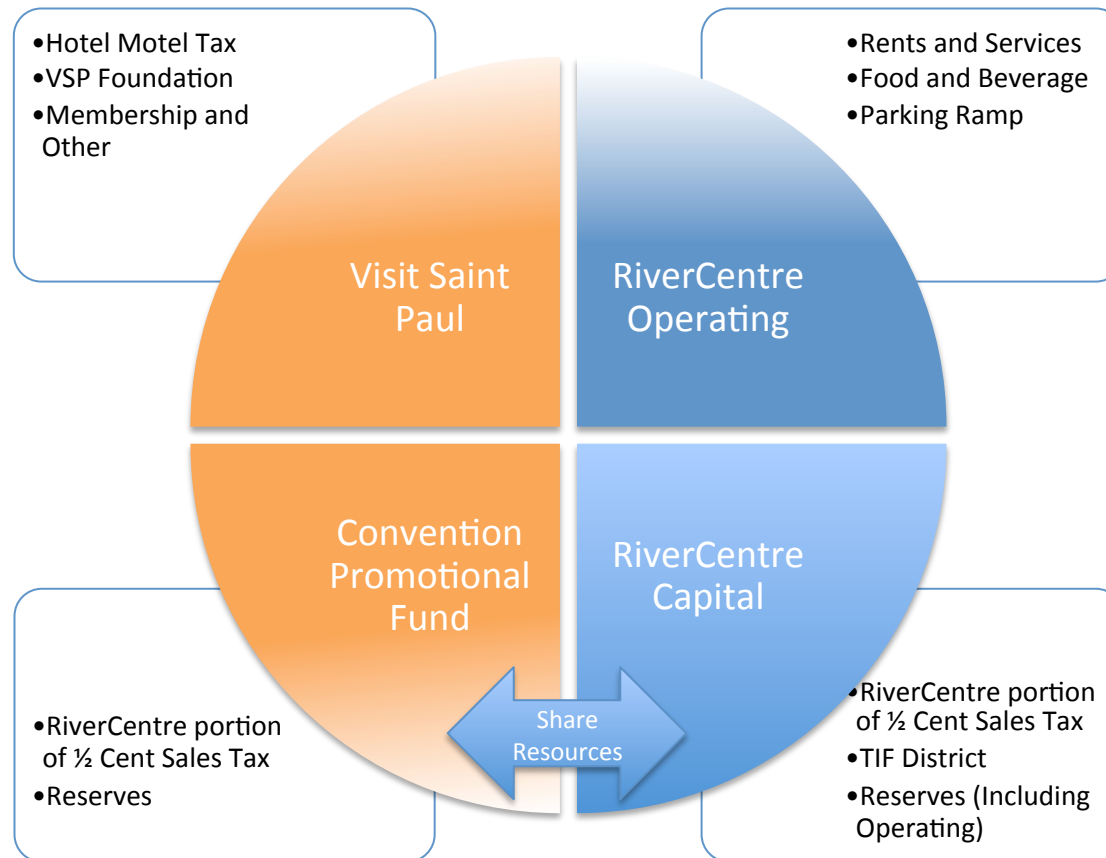 •Hotel Motel Tax
•VSP Foundation
•Membership and
Other
•Rents and Services
•Food and Beverage
•Parking Ramp
Visit Saint
Paul
RiverCentre
Operating
Convention
Promotional
Fund
RiverCentre
Capital
Share
Resources
•RiverCentre portion
of ½ Cent Sales Tax
•Reserves
•RiverCentre portion
of ½ Cent Sales Tax
•TIF District
•Reserves (Including
Operating)